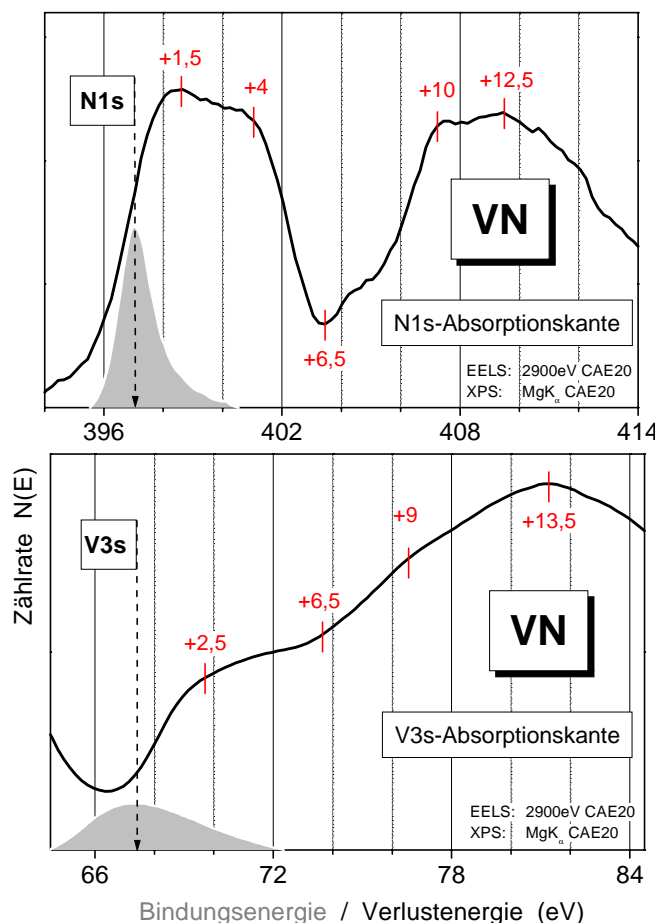 +1,5
+12,5
N1s
+4
+10
VN
N1s-Absorptionskante
+6,5
EELS: 2900eV CAE20
XPS: MgKα CAE20
396 402 408 414
Zählrate N(E)
V3s
+9
+13,5
+6,5
+2,5
VN
V3s-Absorptionskante
EELS: 2900eV CAE20
XPS: MgKα CAE20
66 72 78 84
Bindungsenergie / Verlustenergie (eV)